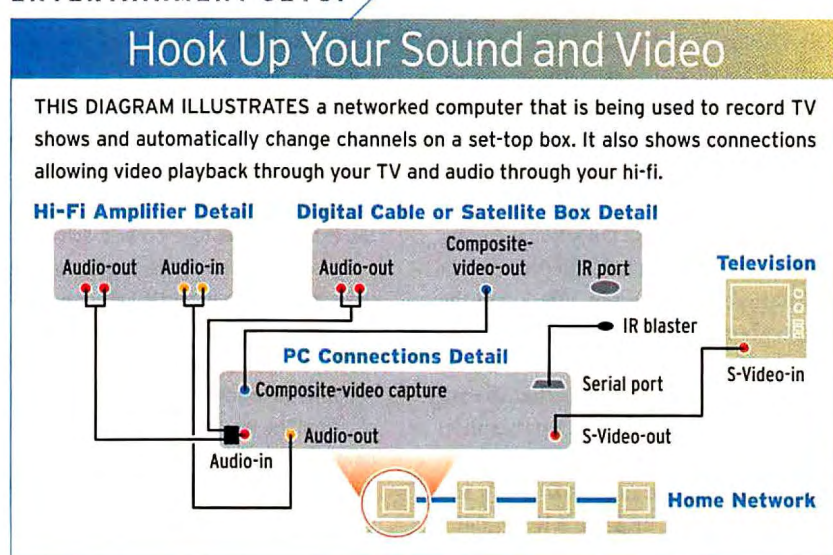 Hook Up Your Sound and Video
THIS DIAGRAM ILLUSTRATES a networked computer that is being used to record TV
shows and automatically change channels on a set-top box. It also shows connections
allowing video playback through your TV and audio through your hi-fi.
Hi-Fi Amplifier Detail
Audio-out
Audio-in
Digital Cable or Satellite Box Detail
Audio-out
Composite-
video-out
IR port
Television
S-Video-in
IR blaster
PC Connections Detail
Composite-video capture
Serial port
Audio-in
Audio-out
S-Video-out
Home Network